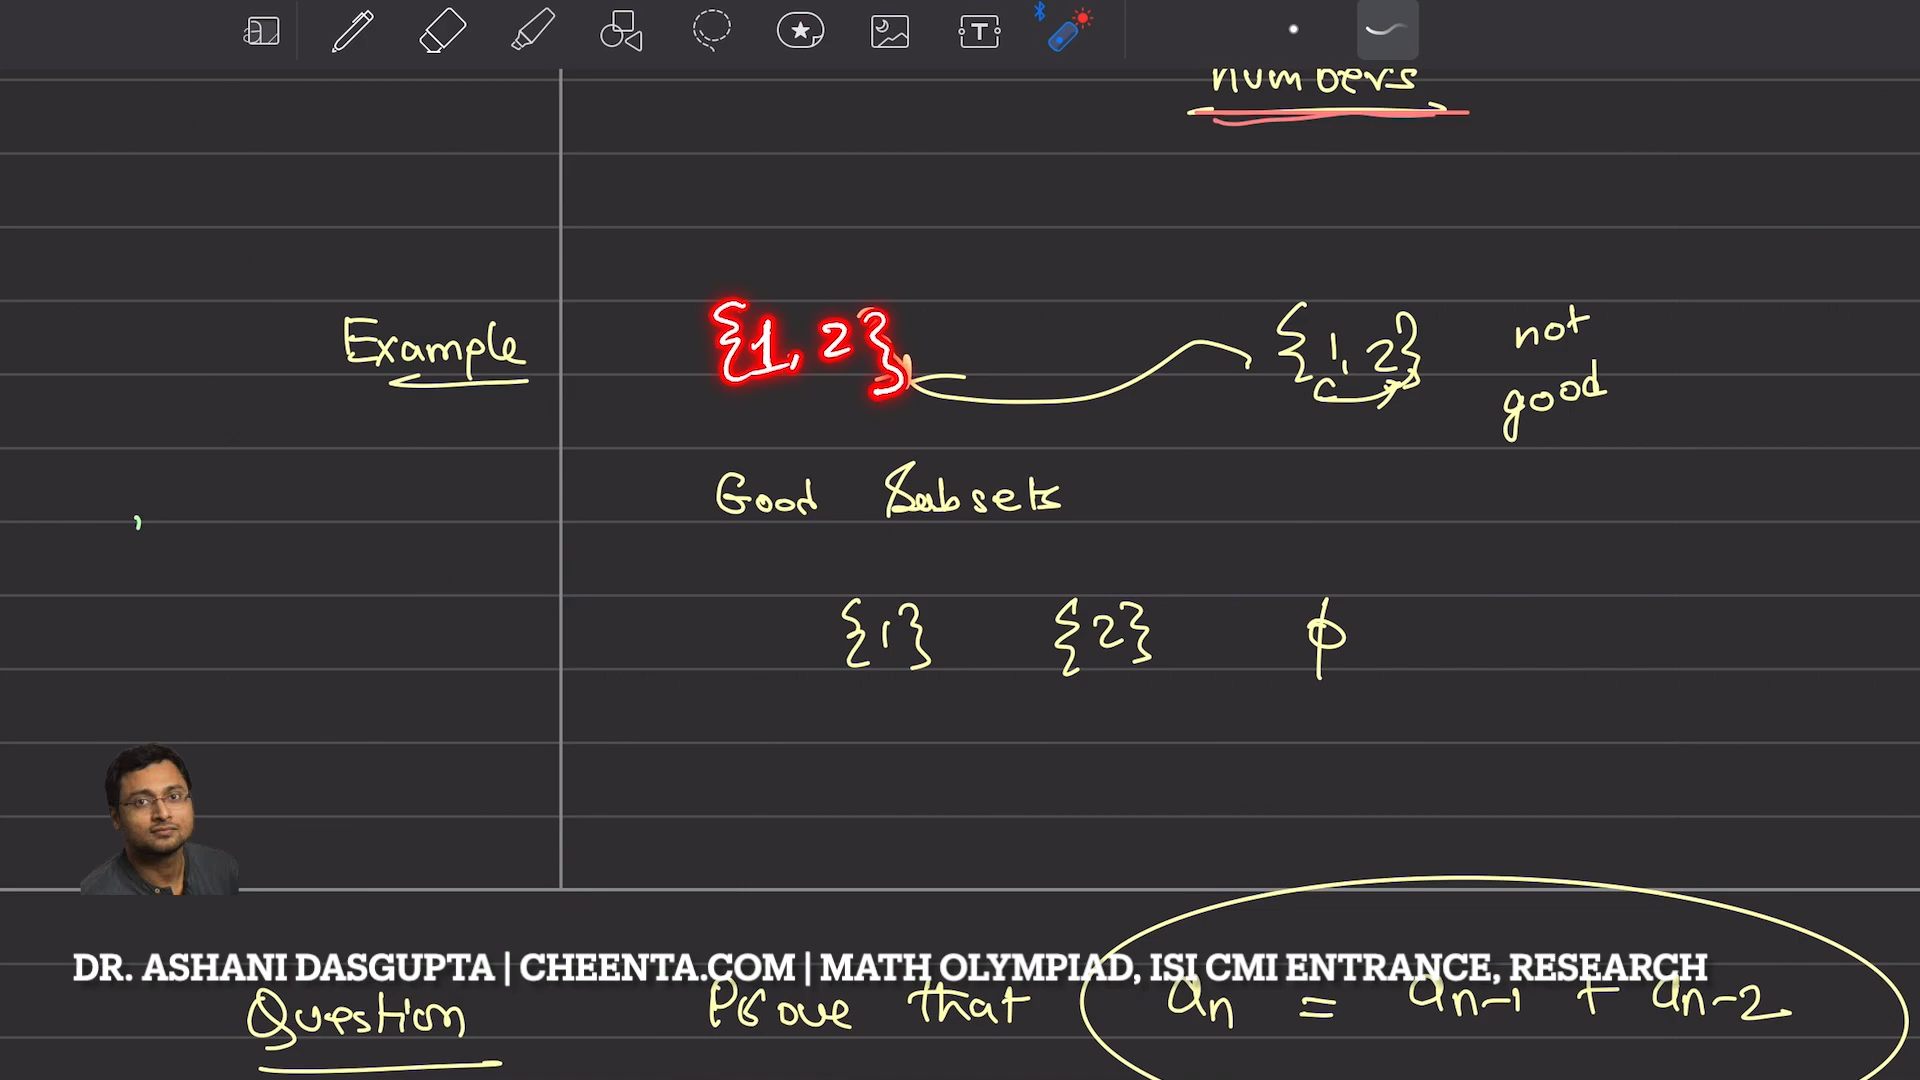 numbers
Example {1, 2} {1, 2} not
good
Good Subsets
{1} {2} ϕ
DR. ASHANI DASGUPTA | CHEENTA.COM | MATH OLYMPIAD, ISI CMI ENTRANCE, RESEARCH
Question Prove that an = an-1 + an-2